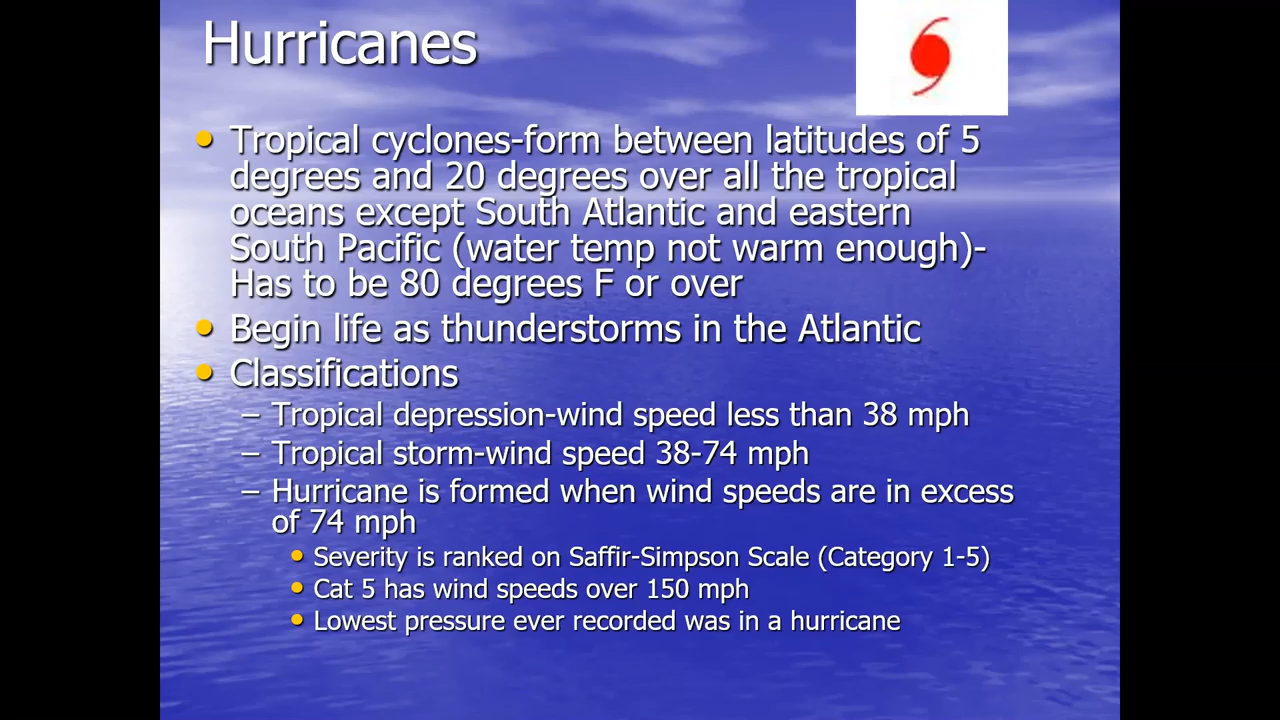 Hurricanes
Tropical cyclones-form between latitudes of 5
degrees and 20 degrees over all the tropical
oceans except South Atlantic and eastern
South Pacific (water temp not warm enough)-
Has to be 80 degrees F or over
Begin life as thunderstorms in the Atlantic
Classifications
– Tropical depression-wind speed less than 38 mph
– Tropical storm-wind speed 38-74 mph
– Hurricane is formed when wind speeds are in excess
of 74 mph
Severity is ranked on Saffir-Simpson Scale (Category 1-5)
Cat 5 has wind speeds over 150 mph
Lowest pressure ever recorded was in a hurricane